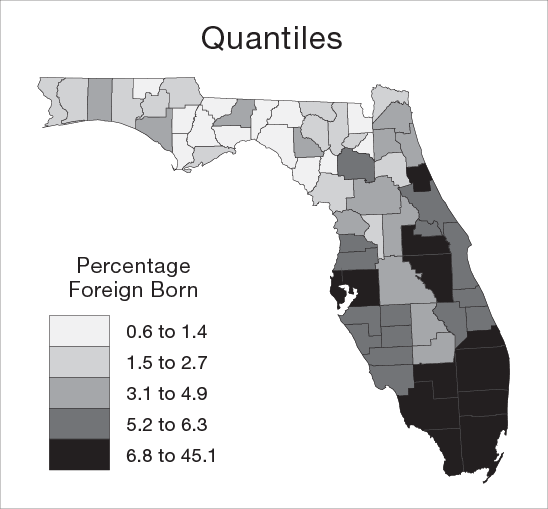 Quantiles
Percentage
Foreign Born
0.6 to 1.4
1.5 to 2.7
3.1 to 4.9
5.2 to 6.3
6.8 to 45.1